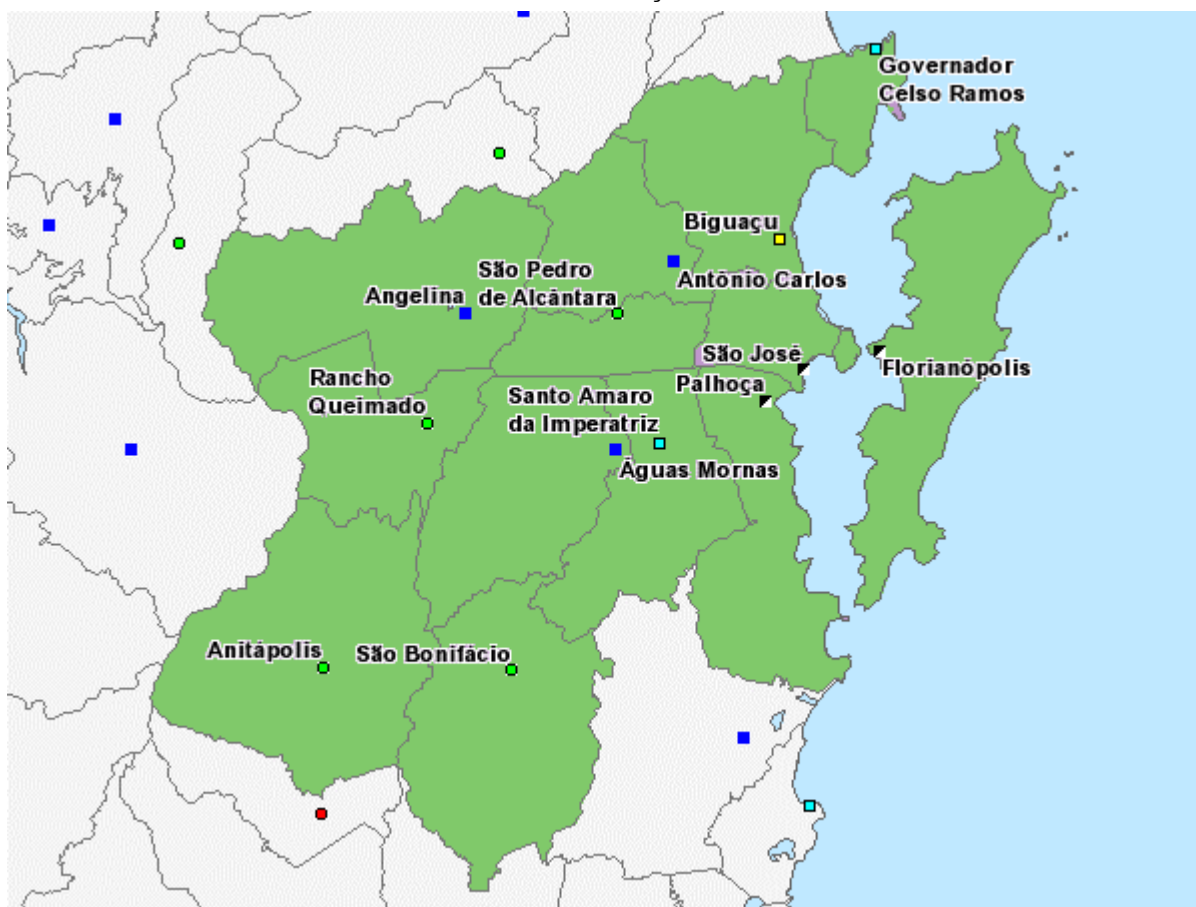 Governador
Celso Ramos
Biguaçu
São Pedro
de Alcântara
Antônio Carlos
Angelina
São José
Florianópolis
Rancho
Queimado
Palhoça
Santo Amaro
da Imperatriz
Águas Mornas
Anitápolis
São Bonifácio